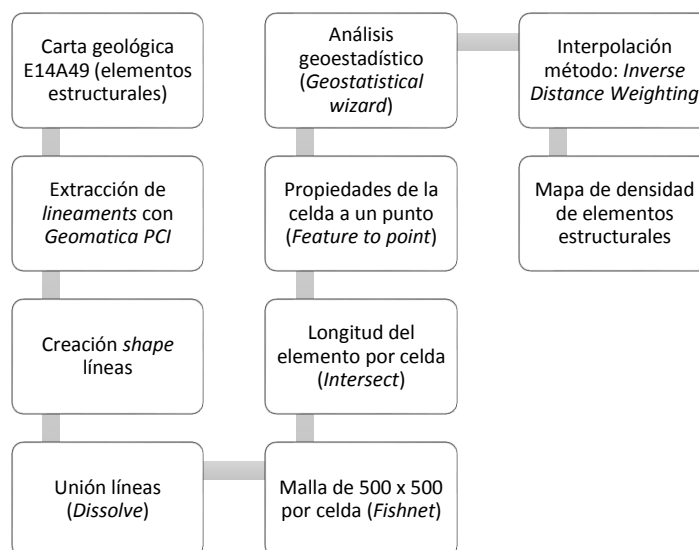 Carta geológica
E14A49 (elementos
estructurales)
Extracción de
lineaments con
Geomatica PCI
Creación shape
líneas
Unión líneas
(Dissolve)
Malla de 500 x 500
por celda (Fishnet)
Longitud del
elemento por celda
(Intersect)
Propiedades de la
celda a un punto
(Feature to point)
Análisis
geoestadístico
(Geostatistical
wizard)
Interpolación
método: Inverse
Distance Weighting
Mapa de densidad
de elementos
estructurales